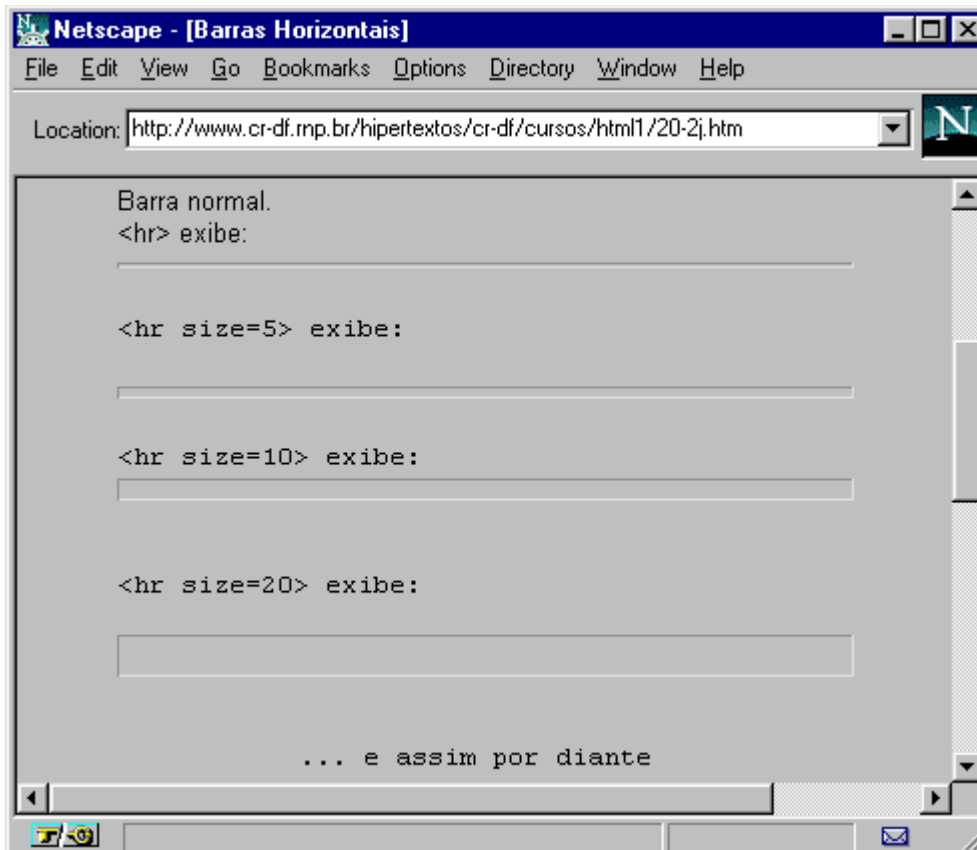 Netscape - [Barras Horizontais]
File Edit View Go Bookmarks Options Directory Window Help
Location: http://www.cr-df.rnp.br/hipertextos/cr-df/cursos/html1/20-2j.htm
N
Barra normal.
<hr> exibe:
<hr size=5> exibe:
<hr size=10> exibe:
<hr size=20> exibe:
... e assim por diante